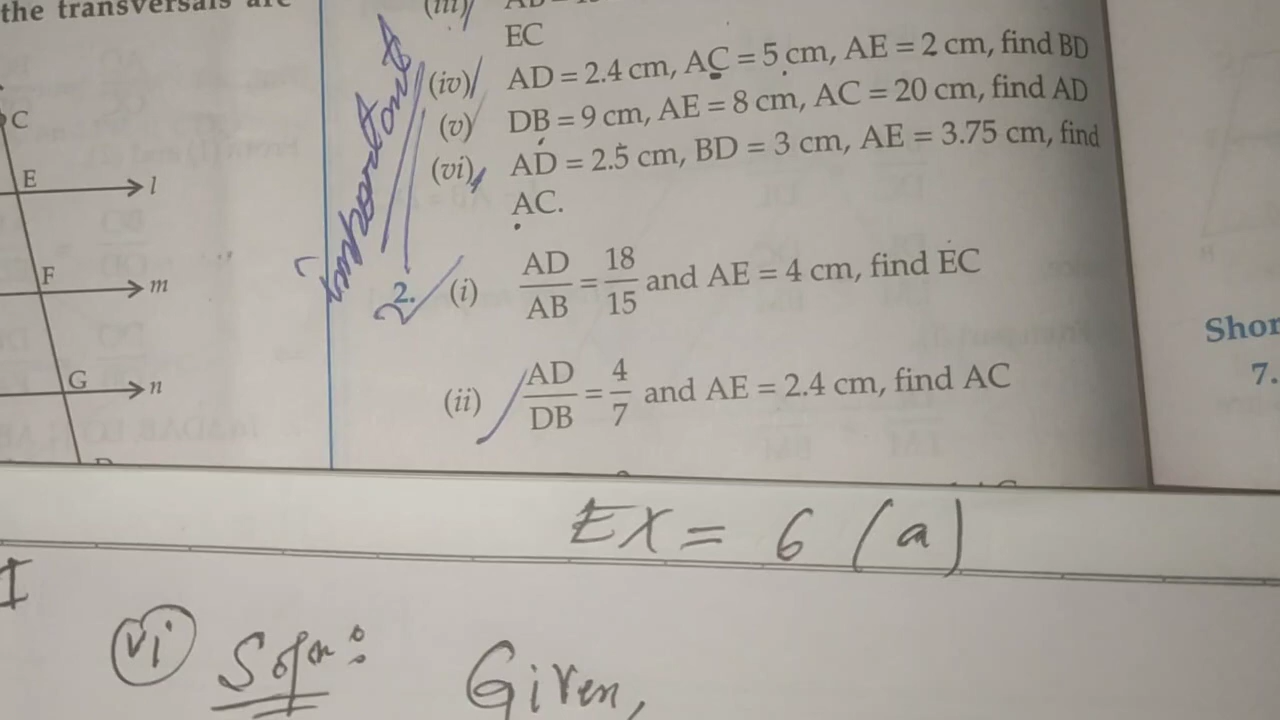 the transversals are
(iii)
EC
(iv) AD = 2.4 cm, AC = 5 cm, AE = 2 cm, find BD
(v) DB = 9 cm, AE = 8 cm, AC = 20 cm, find AD
(vi) AD = 2.5 cm, BD = 3 cm, AE = 3.75 cm, find
AC.
Important
2. (i) AD/AB = 18/15 and AE = 4 cm, find EC
(ii) AD/DB = 4/7 and AE = 2.4 cm, find AC
C
E l
F m
G n
Shor
7.
EX = 6 (a)
I
(vi) Soln: Given,